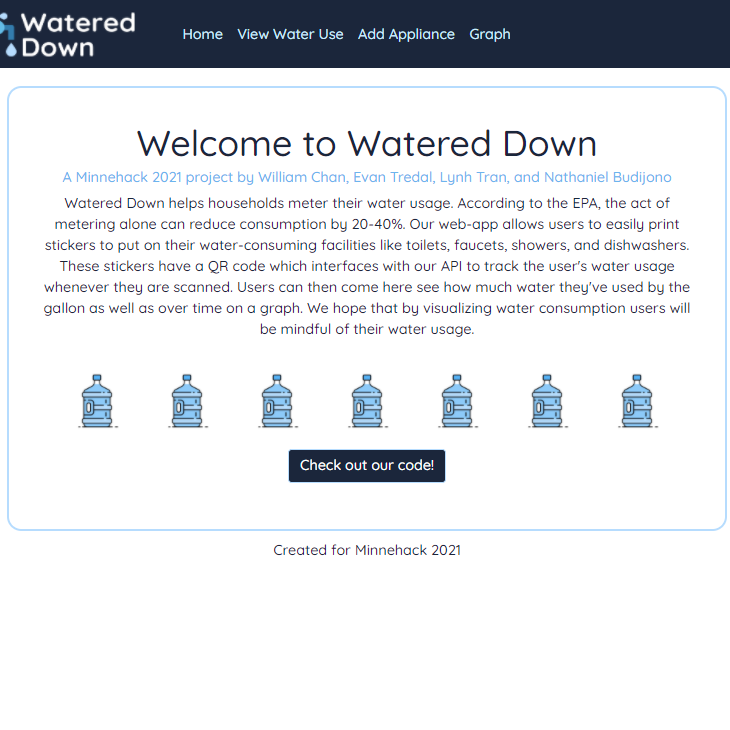 Watered
Down
Home View Water Use Add Appliance Graph
Welcome to Watered Down
A Minnehack 2021 project by William Chan, Evan Tredal, Lynh Tran, and Nathaniel Budijono
Watered Down helps households meter their water usage. According to the EPA, the act of
metering alone can reduce consumption by 20-40%. Our web-app allows users to easily print
stickers to put on their water-consuming facilities like toilets, faucets, showers, and dishwashers.
These stickers have a QR code which interfaces with our API to track the user's water usage
whenever they are scanned. Users can then come here see how much water they've used by the
gallon as well as over time on a graph. We hope that by visualizing water consumption users will
be mindful of their water usage.
Check out our code!
Created for Minnehack 2021